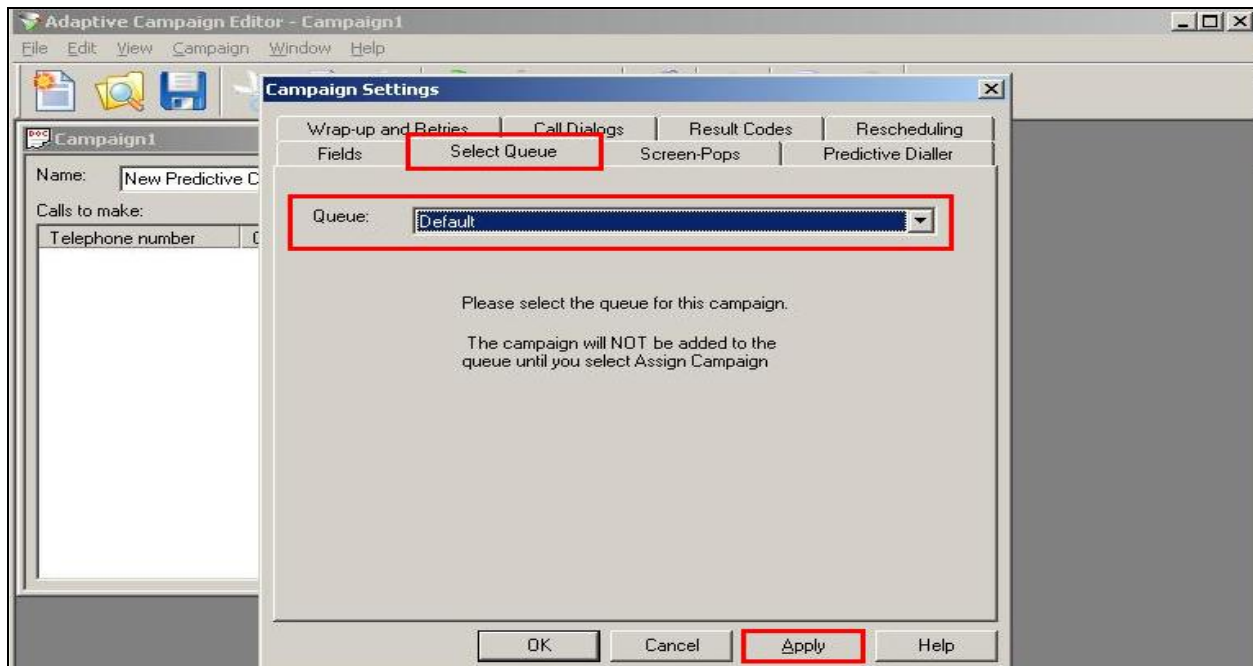 Adaptive Campaign Editor - Campaign1
File Edit View Campaign Window Help
Campaign Settings
Campaign1
Wrap-up and Retries Call Dialogs Result Codes Rescheduling
Fields Select Queue Screen-Pops Predictive Dialler
Name: New Predictive C
Calls to make:
Telephone number
Queue: Default
Please select the queue for this campaign.
The campaign will NOT be added to the
queue until you select Assign Campaign
OK Cancel Apply Help